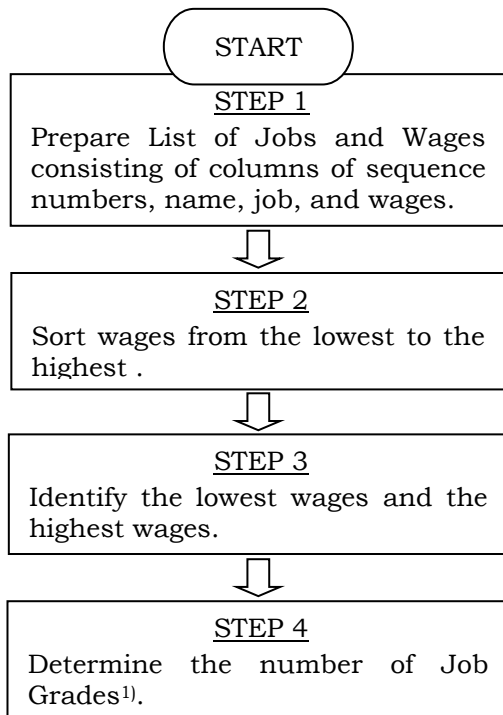 START
STEP 1
Prepare List of Jobs and Wages
consisting of columns of sequence
numbers, name, job, and wages.
STEP 2
Sort wages from the lowest to the
highest .
STEP 3
Identify the lowest wages and the
highest wages.
STEP 4
Determine the number of Job
Grades¹⁾.